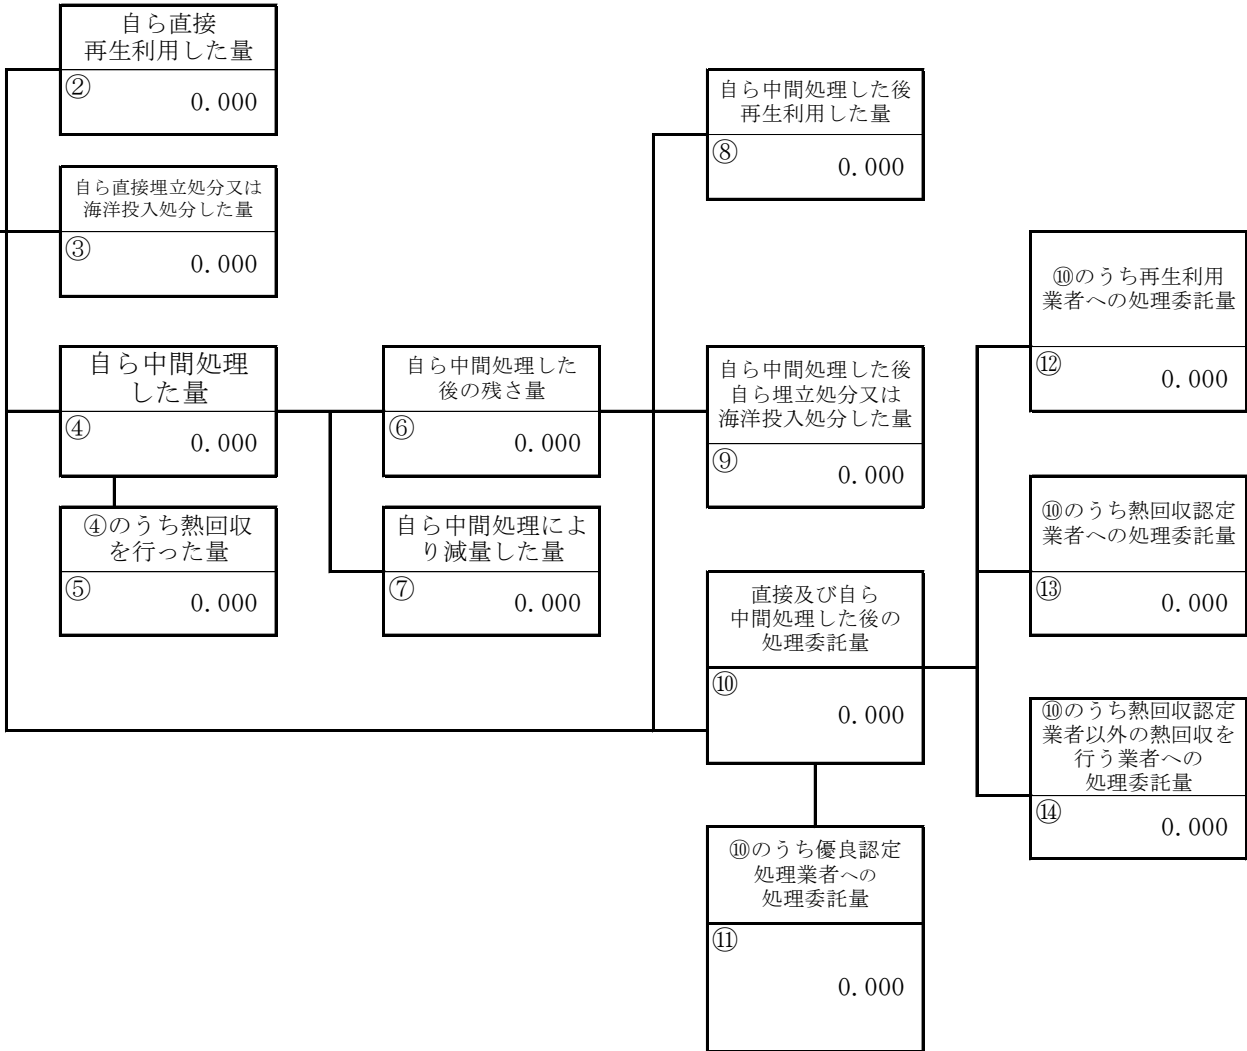 自ら直接
再生利用した量
②
0.000
自ら直接埋立処分又は
海洋投入処分した量
③
0.000
自ら中間処理
した量
④
0.000
④のうち熱回収
を行った量
⑤
0.000
自ら中間処理した
後の残さ量
⑥
0.000
自ら中間処理によ
り減量した量
⑦
0.000
自ら中間処理した後
再生利用した量
⑧
0.000
自ら中間処理した後
自ら埋立処分又は
海洋投入処分した量
⑨
0.000
直接及び自ら
中間処理した後の
処理委託量
⑩
0.000
⑩のうち優良認定
処理業者への
処理委託量
⑪
0.000
⑩のうち再生利用
業者への処理委託量
⑫
0.000
⑩のうち熱回収認定
業者への処理委託量
⑬
0.000
⑩のうち熱回収認定
業者以外の熱回収を
行う業者への
処理委託量
⑭
0.000